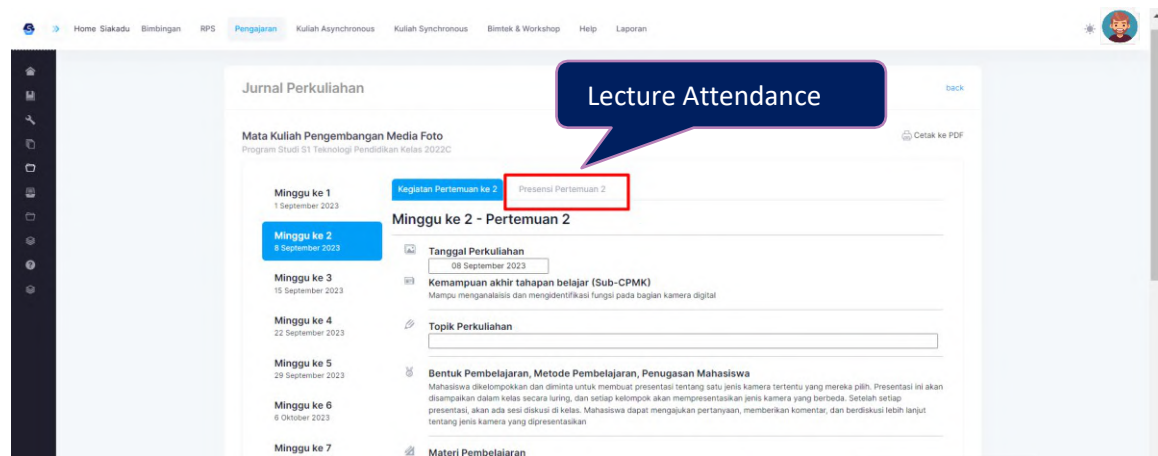 Home Siakadu Bimbingan RPS Pengajaran Kuliah Asynchronous Kuliah Synchronous Bimtek & Workshop Help Laporan
Lecture Attendance
Jurnal Perkuliahan
back
Mata Kuliah Pengembangan Media Foto
Cetak ke PDF
Program Studi S1 Teknologi Pendidikan Kelas 2022C
Minggu ke 1
1 September 2023
Minggu ke 2
8 September 2023
Minggu ke 3
15 September 2023
Minggu ke 4
22 September 2023
Minggu ke 5
29 September 2023
Minggu ke 6
6 Oktober 2023
Minggu ke 7
Kegiatan Pertemuan ke 2
Presensi Pertemuan 2
Minggu ke 2 - Pertemuan 2
Tanggal Perkuliahan
08 September 2023
Kemampuan akhir tahapan belajar (Sub-CPMK)
Mampu menganalaisis dan mengidentifikasi fungsi pada bagian kamera digital
Topik Perkuliahan
Bentuk Pembelajaran, Metode Pembelajaran, Penugasan Mahasiswa
Mahasiswa dikelompokkan dan diminta untuk membuat presentasi tentang satu jenis kamera tertentu yang mereka pilih. Presentasi ini akan
disampaikan dalam kelas secara luring, dan setiap kelompok akan mempresentasikan jenis kamera yang berbeda. Setelah setiap
presentasi, akan ada sesi diskusi di kelas. Mahasiswa dapat mengajukan pertanyaan, memberikan komentar, dan berdiskusi lebih lanjut
tentang jenis kamera yang dipresentasikan
Materi Pembelajaran